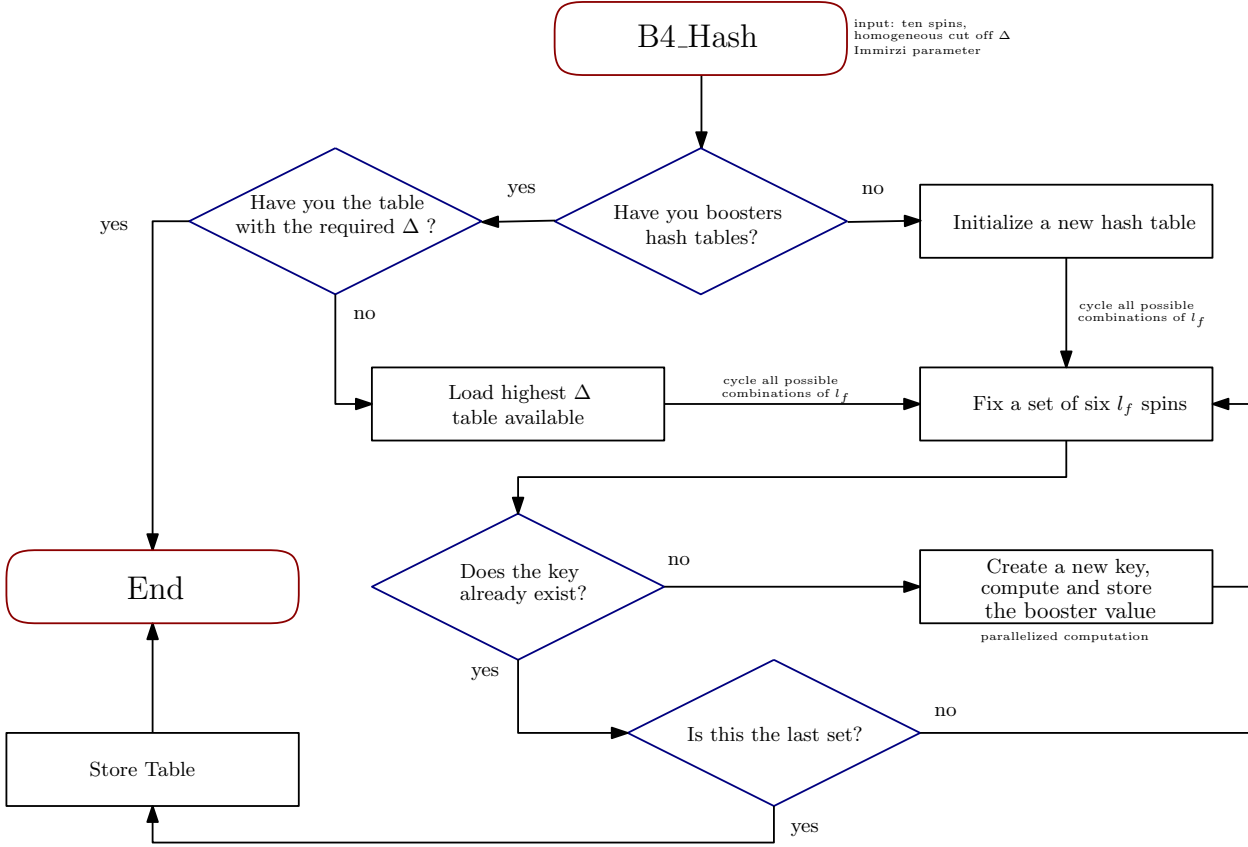 B4_Hash
input: ten spins,
homogeneous cut off Δ
Immirzi parameter
Have you the table
with the required Δ ?
yes
yes
Have you boosters
hash tables?
no
Initialize a new hash table
no
cycle all possible
combinations of l_f
Load highest Δ
table available
cycle all possible
combinations of l_f
Fix a set of six l_f spins
Does the key
already exist?
no
Create a new key,
compute and store
the booster value
parallelized computation
End
yes
Is this the last set?
no
Store Table
yes